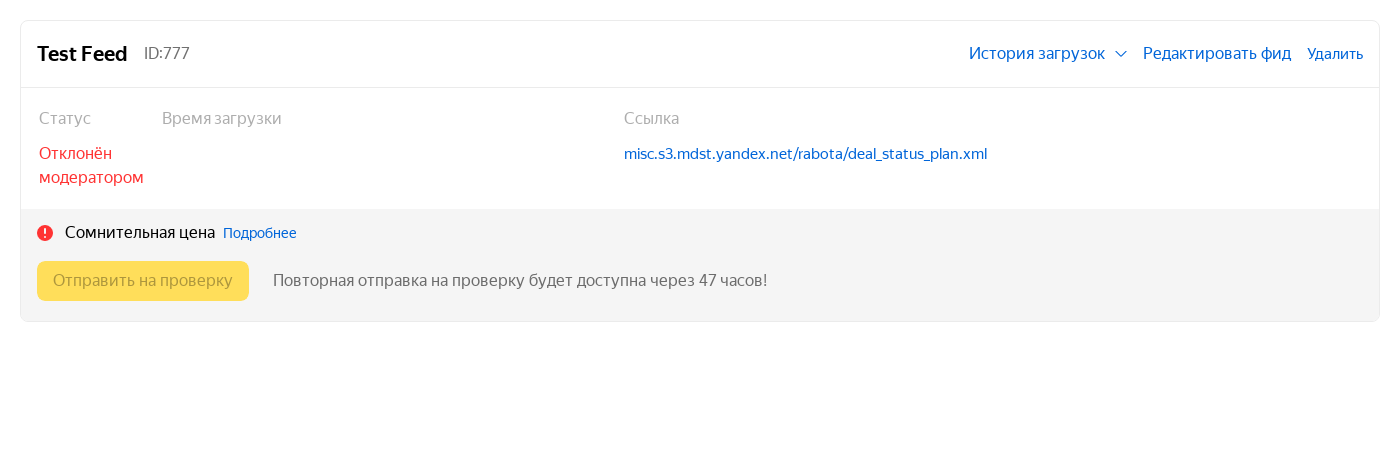 Test Feed ID:777 История загрузок Редактировать фид Удалить
Статус Время загрузки Ссылка
Отклонён misc.s3.mdst.yandex.net/rabota/deal_status_plan.xml
модератором
Сомнительная цена Подробнее
Отправить на проверку Повторная отправка на проверку будет доступна через 47 часов!